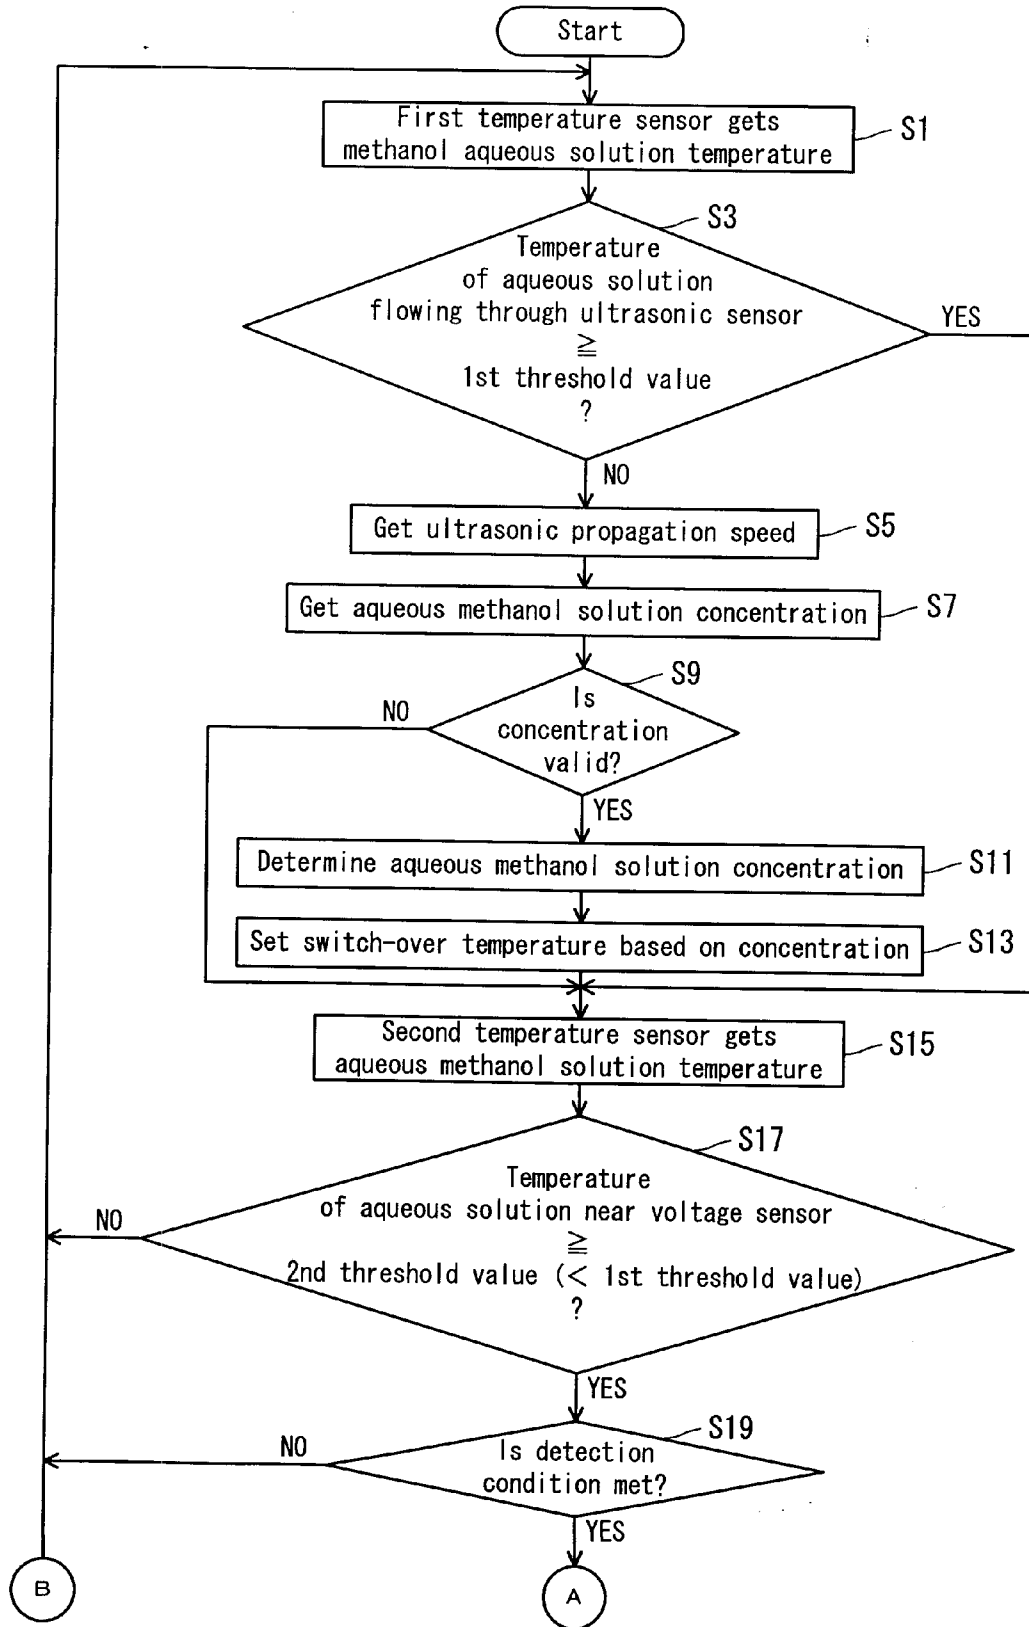 Start
First temperature sensor gets
methanol aqueous solution temperature
S1
S3
Temperature
of aqueous solution
flowing through ultrasonic sensor
≧
1st threshold value
?
YES
NO
Get ultrasonic propagation speed
S5
Get aqueous methanol solution concentration
S7
S9
Is
concentration
valid?
NO
YES
Determine aqueous methanol solution concentration
S11
Set switch-over temperature based on concentration
S13
Second temperature sensor gets
aqueous methanol solution temperature
S15
S17
Temperature
of aqueous solution near voltage sensor
≧
2nd threshold value (< 1st threshold value)
?
NO
YES
S19
Is detection
condition met?
NO
YES
B
A